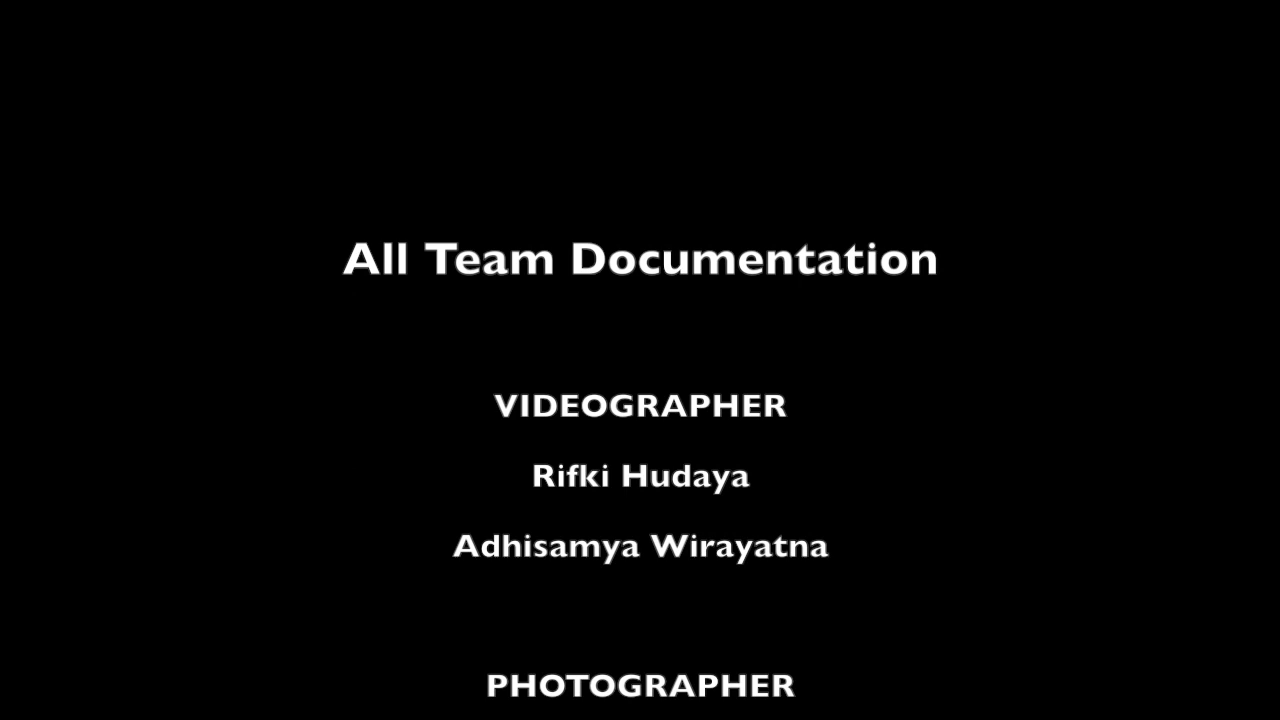 All Team Documentation
VIDEOGRAPHER
Rifki Hudaya
Adhisamya Wirayatna
PHOTOGRAPHER